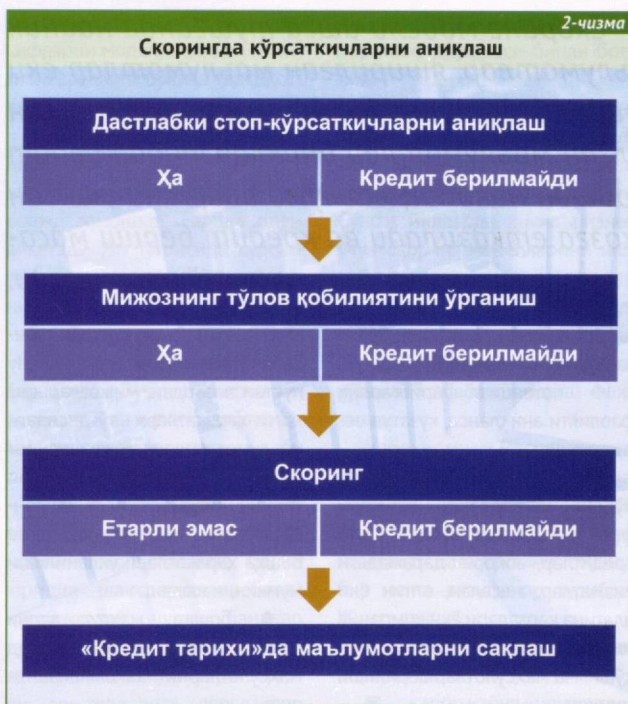 2-чизма
Скорингда кўрсаткичларни аниқлаш
Дастлабки стоп-кўрсаткичларни аниқлаш
Ҳа
Кредит берилмайди
Мижознинг тўлов қобилиятини ўрганиш
Ҳа
Кредит берилмайди
Скоринг
Етарли эмас
Кредит берилмайди
«Кредит тарихи»да маълумотларни сақлаш